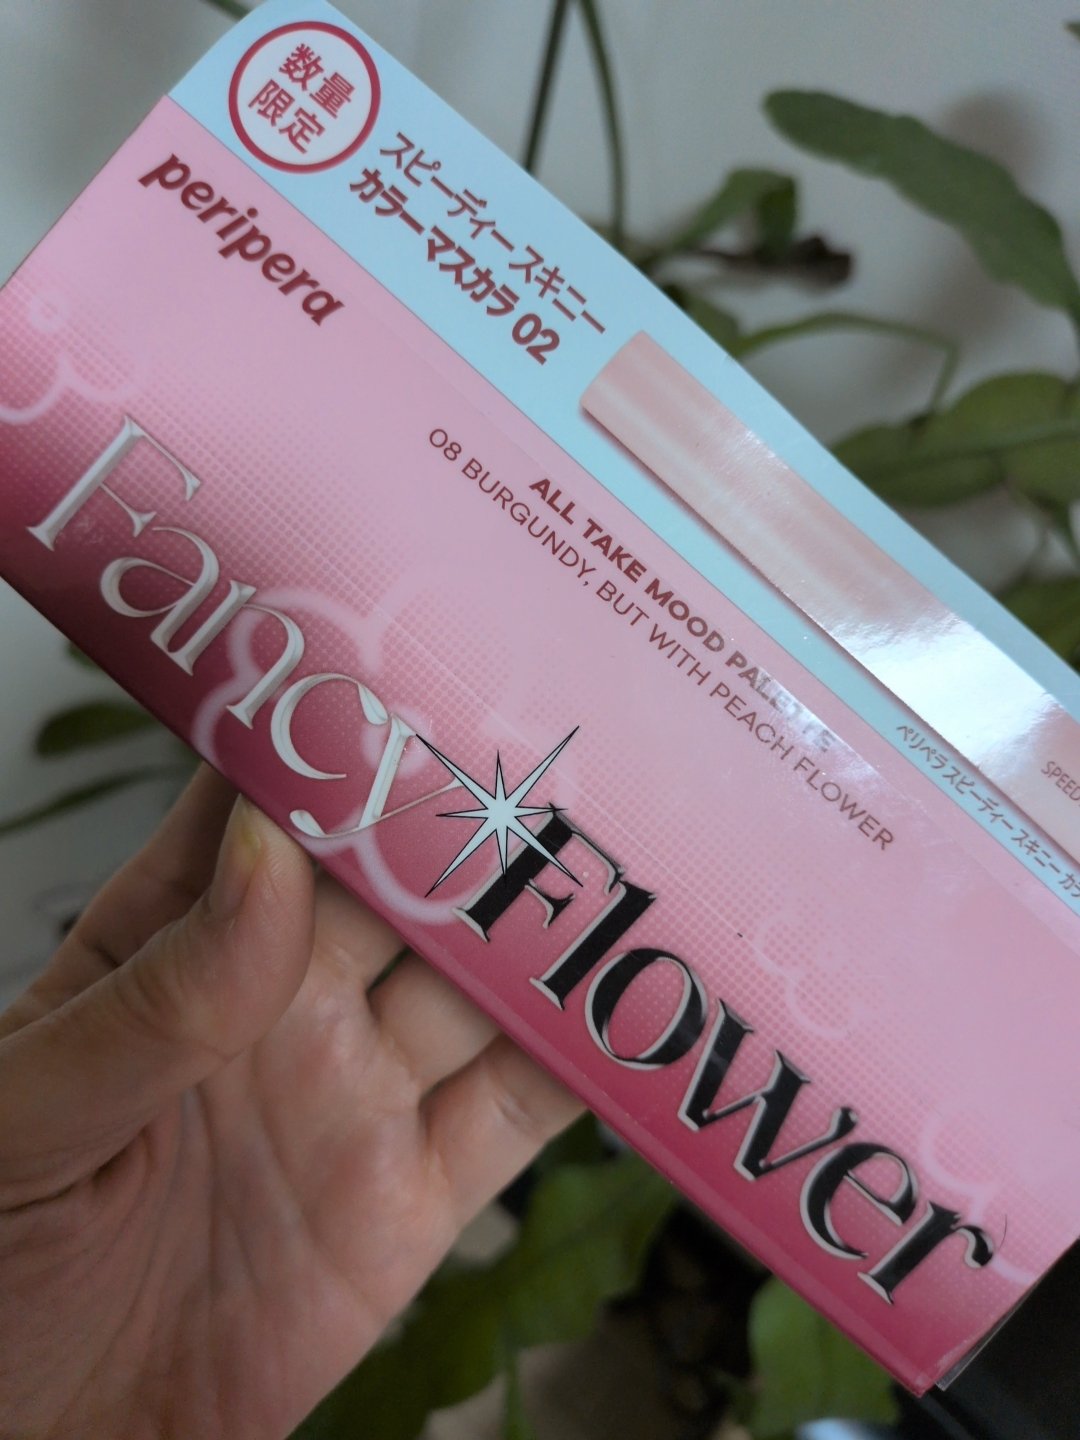 数量
限定
スピーディー スキニー
カラーマスカラ 02
peripera
ALL TAKE MOOD PALETTE
08 BURGUNDY, BUT WITH PEACH FLOWER
Fancy
Flower
SPEED
ペリペラ スピーディー スキニー カラ